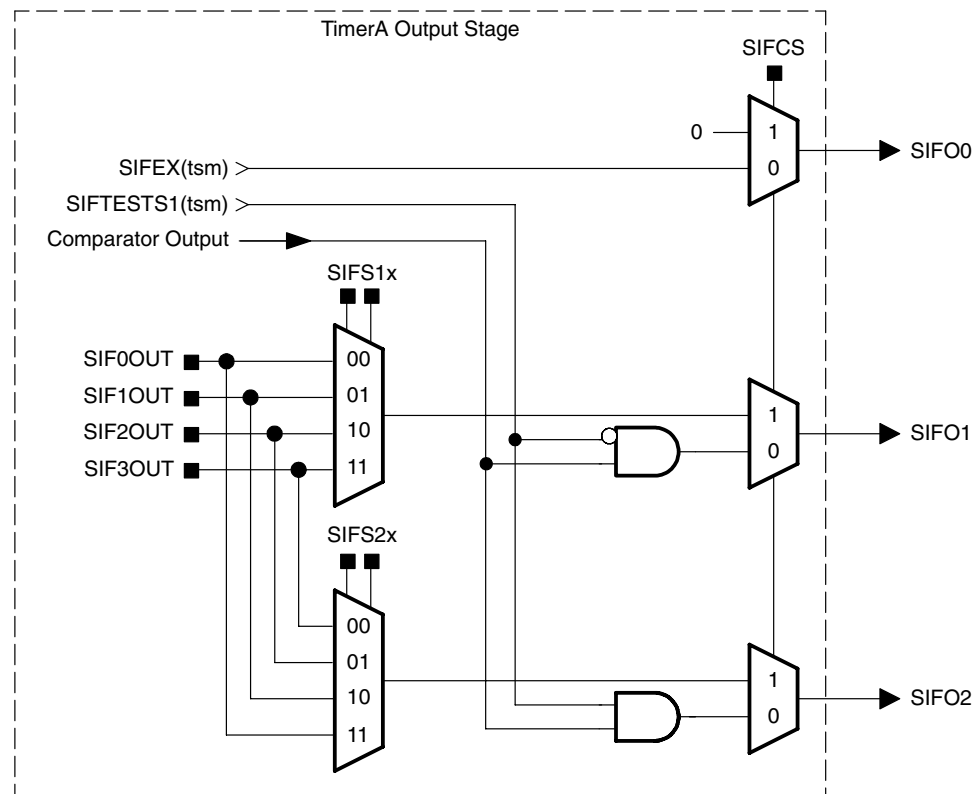 TimerA Output Stage
SIFCS
0
1
SIFEX(tsm)
0
SIFO0
SIFTESTS1(tsm)
Comparator Output
SIFS1x
SIF0OUT
00
SIF1OUT
01
SIF2OUT
10
1
SIF3OUT
11
0
SIFO1
SIFS2x
00
01
10
1
11
0
SIFO2